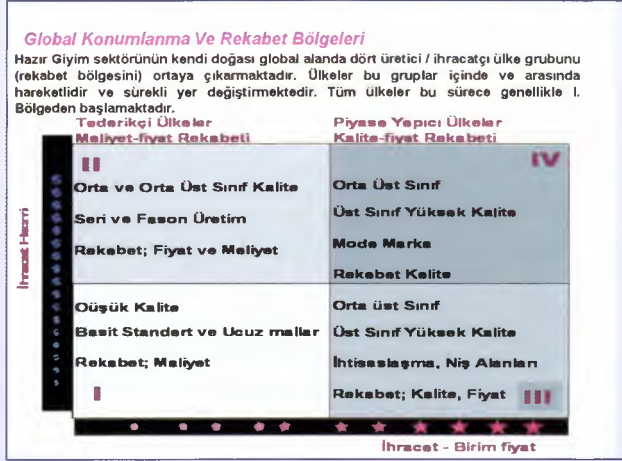 Global Konumlanma Ve Rekabet Bölgeleri
Hazır Giyim sektörünün kendi doğası global alanda dört üretici / ihracatçı ülke grubunu
(rekabet bölgesini) ortaya çıkarmaktadır. Ülkeler bu gruplar içinde ve arasında
hareketlidir ve sürekli yer değiştirmektedir. Tüm ülkeler bu sürece genellikle I.
Bölgeden başlamaktadır.
Tederikçi Ülkeler
Maliyet-fiyat Rekabeti
Piyasa Yapıcı Ülkeler
Kalite-fiyat Rekabeti
II
Orta ve Orta Üst Sınıf Kalite
Seri ve Fason Üretim
Rekabet; Fiyat ve Maliyet
IV
Orta Üst Sınıf
Üst Sınıf Yüksek Kalite
Moda Marka
Rekabet Kalite
İhracat Hacmi
Düşük Kalite
Basit Standert ve Ucuz mallar
Rekabet; Maliyet
I
Orta üst Sınıf
Üst Sınıf Yüksek Kalite
İhtisaslaşma, Niş Alanları
Rekabet; Kalite, Fiyat
III
İhracat - Birim fiyat